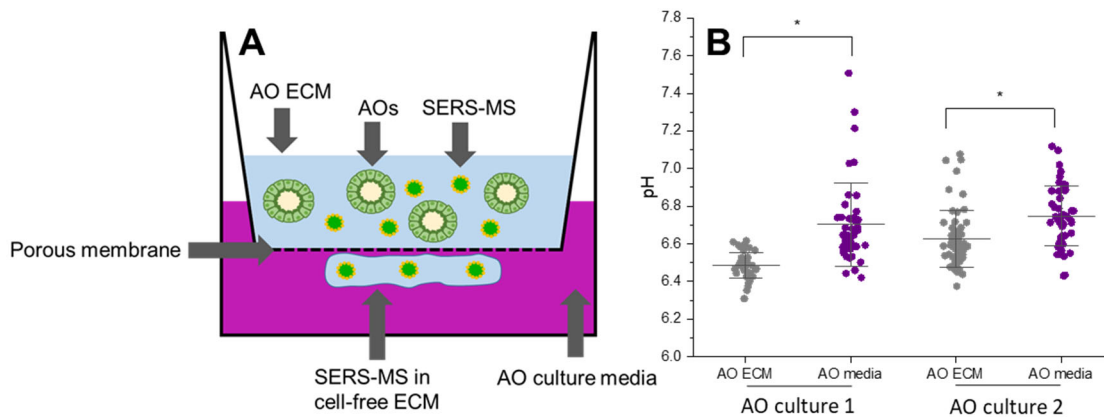 A
AO ECM
AOs
SERS-MS
Porous membrane
SERS-MS in
cell-free ECM
AO culture media
B
pH
7.8
7.6
7.4
7.2
7.0
6.8
6.6
6.4
6.2
6.0
*
*
AO ECM
AO media
AO ECM
AO media
AO culture 1
AO culture 2